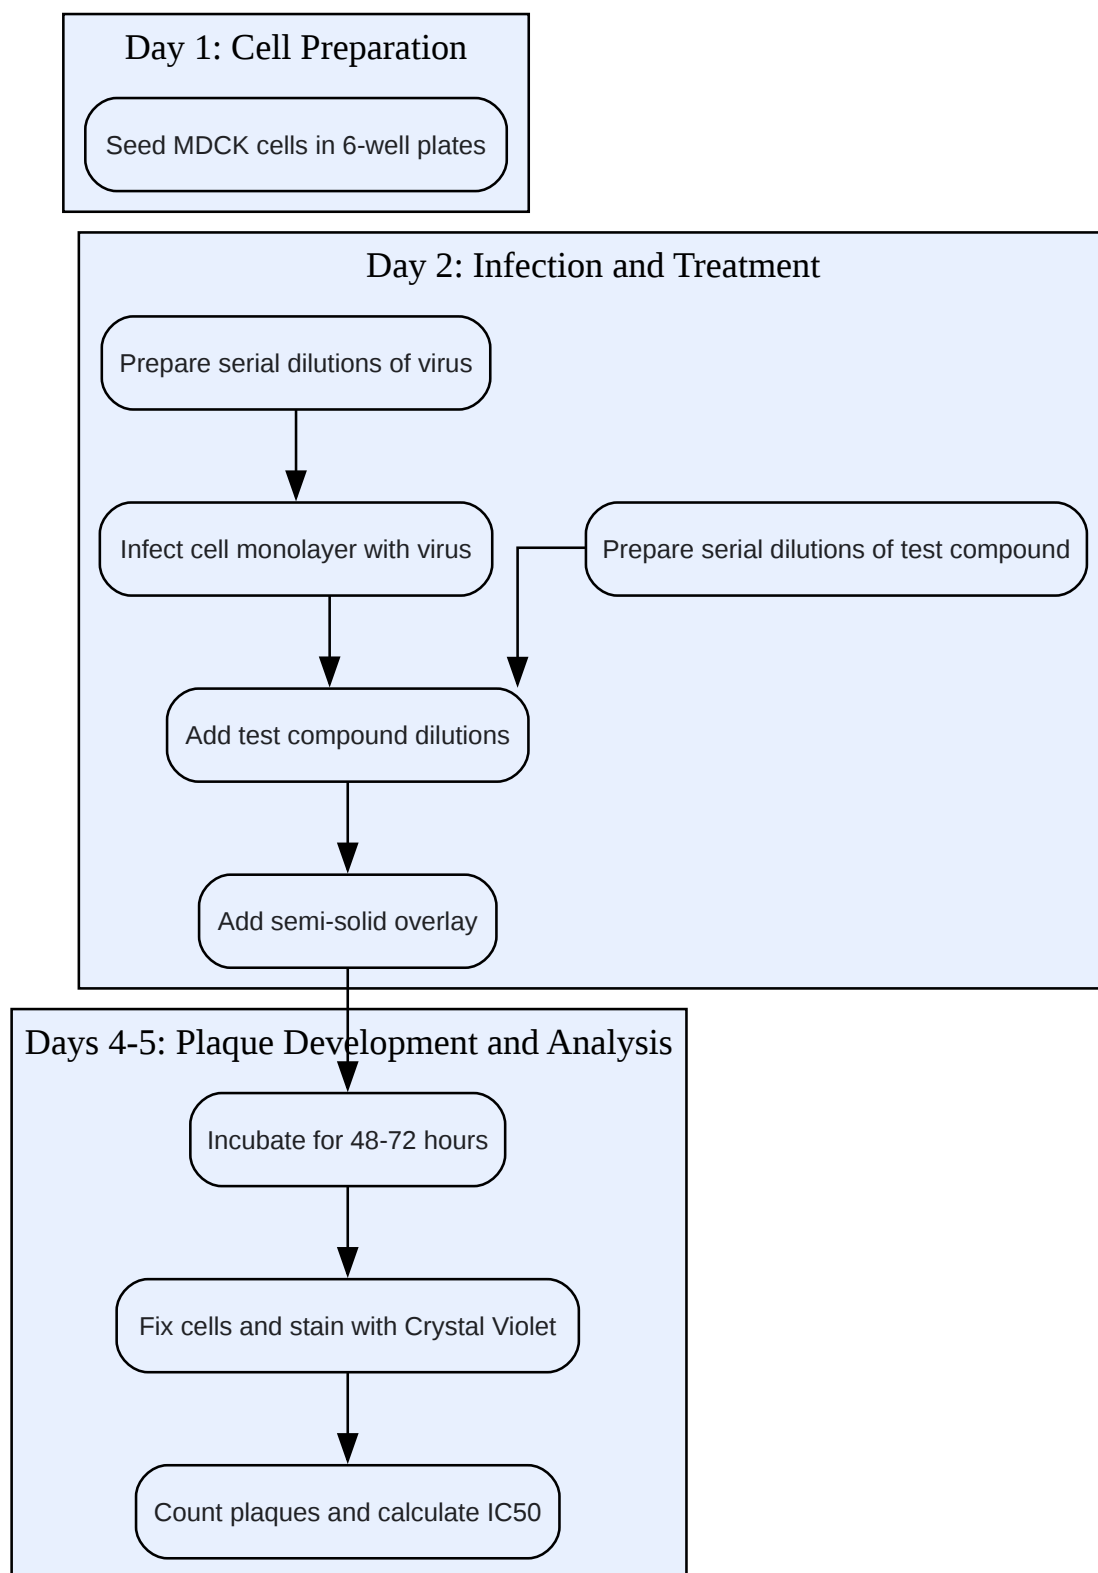 Day 1: Cell Preparation
Seed MDCK cells in 6-well plates
Day 2: Infection and Treatment
Prepare serial dilutions of virus
Infect cell monolayer with virus
Prepare serial dilutions of test compound
Add test compound dilutions
Add semi-solid overlay
Days 4-5: Plaque Development and Analysis
Incubate for 48-72 hours
Fix cells and stain with Crystal Violet
Count plaques and calculate IC50